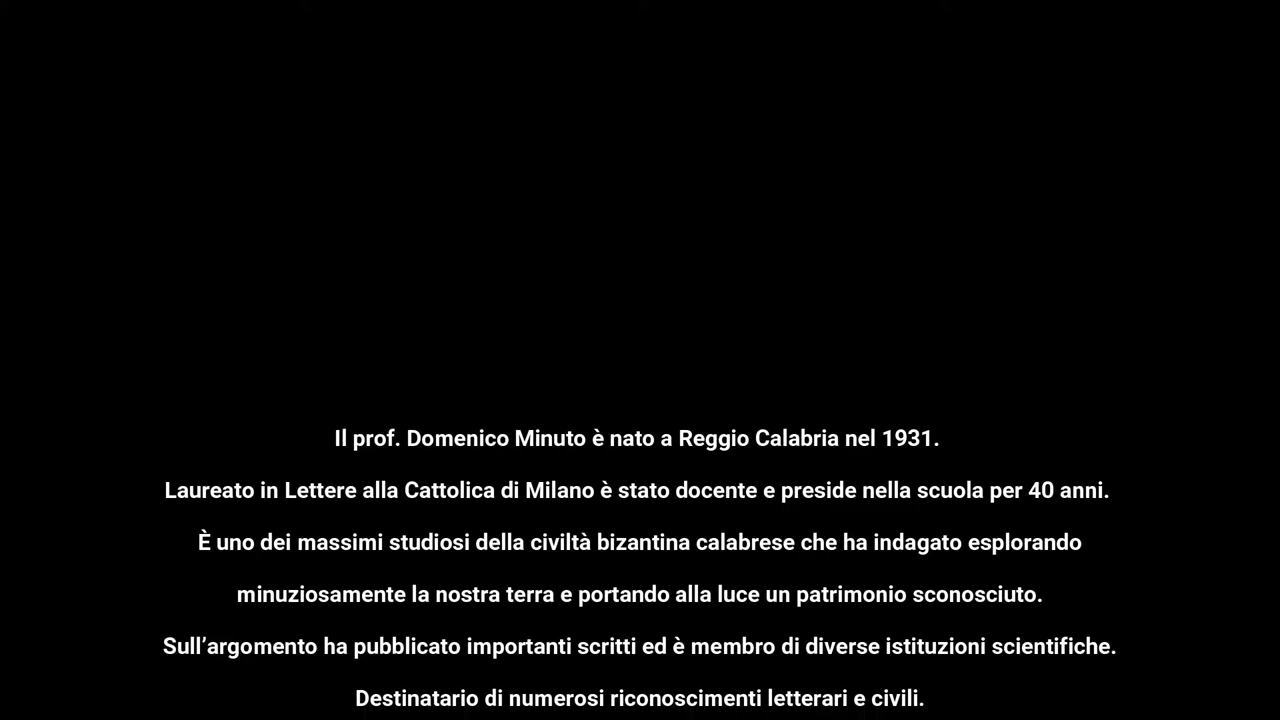 Il prof. Domenico Minuto è nato a Reggio Calabria nel 1931.
Laureato in Lettere alla Cattolica di Milano è stato docente e preside nella scuola per 40 anni.
È uno dei massimi studiosi della civiltà bizantina calabrese che ha indagato esplorando
minuziosamente la nostra terra e portando alla luce un patrimonio sconosciuto.
Sull’argomento ha pubblicato importanti scritti ed è membro di diverse istituzioni scientifiche.
Destinatario di numerosi riconoscimenti letterari e civili.